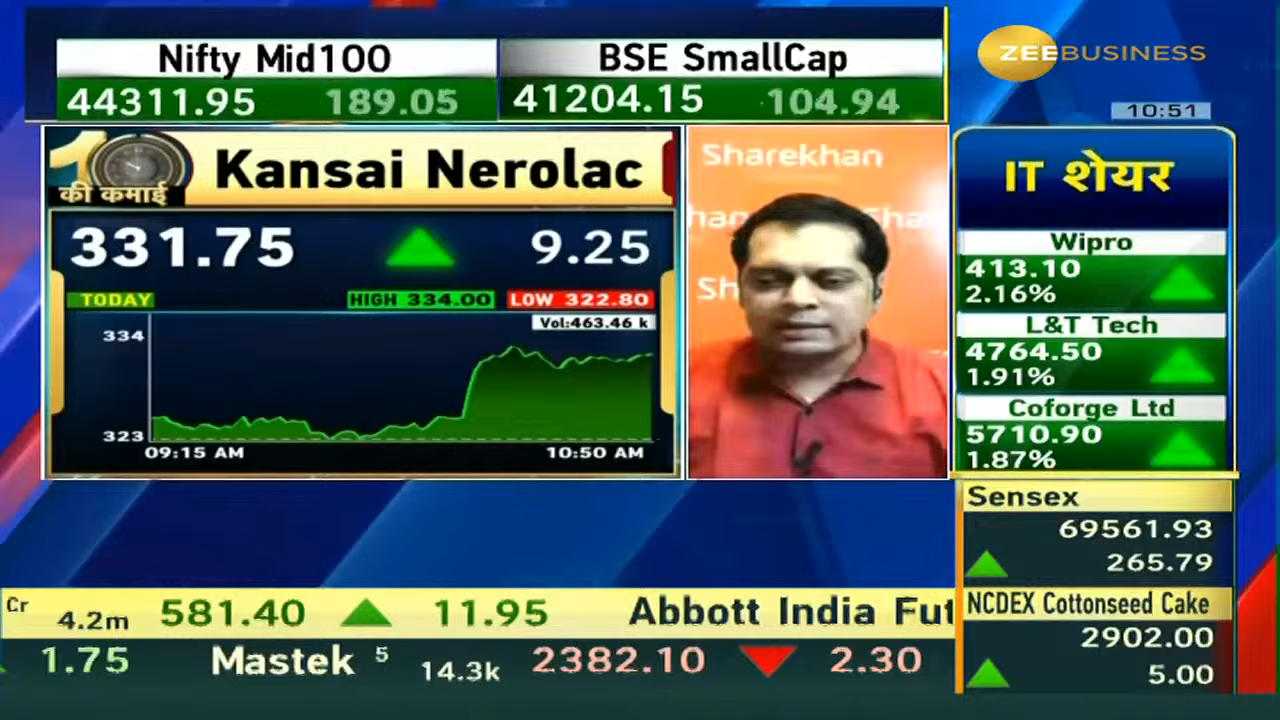 Nifty Mid100
44311.95 189.05
BSE SmallCap
41204.15 104.94
ZEEBUSINESS
10:51
10
की कमाई
Kansai Nerolac
331.75 9.25
TODAY HIGH 334.00 LOW 322.80
Vol:463.46 k
334
323
09:15 AM 10:50 AM
Sharekhan
han Sha
Sh
IT शेयर
Wipro
413.10
2.16%
L&T Tech
4764.50
1.91%
Coforge Ltd
5710.90
1.87%
Sensex
69561.93
265.79
NCDEX Cottonseed Cake
2902.00
5.00
Cr 4.2m 581.40 11.95 Abbott India Fut
1.75 Mastek 5 14.3k 2382.10 2.30